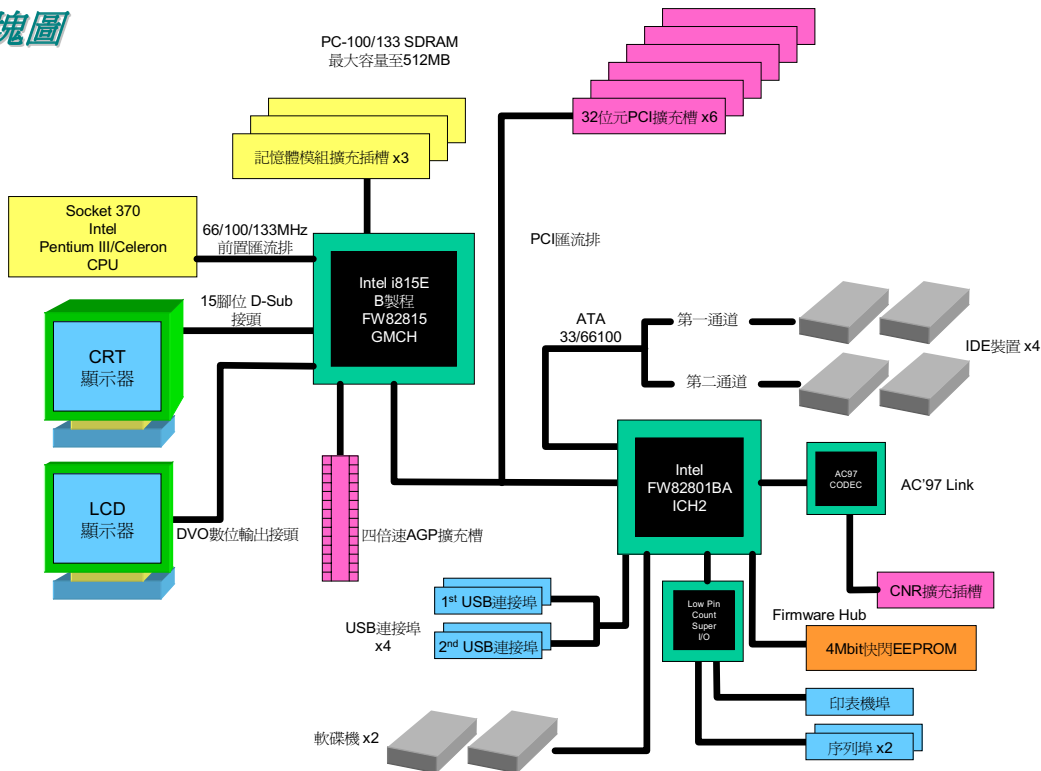 塊圖
PC-100/133 SDRAM
最大容量至512MB
32位元PCI擴充槽 x6
記憶體模組擴充插槽 x3
Socket 370
Intel
Pentium III/Celeron
CPU
66/100/133MHz
前置匯流排
PCI匯流排
Intel i815E
B製程
FW82815
GMCH
15腳位 D-Sub
接頭
CRT
顯示器
ATA
33/66100
第一通道
第二通道
IDE裝置 x4
Intel
FW82801BA
ICH2
AC97
CODEC
AC'97 Link
LCD
顯示器
DVO數位輸出接頭
四倍速AGP擴充槽
CNR擴充插槽
1st USB連接埠
USB連接埠
x4
2nd USB連接埠
Low Pin
Count
Super
I/O
Firmware Hub
4Mbit快閃EEPROM
印表機埠
軟碟機 x2
序列埠 x2